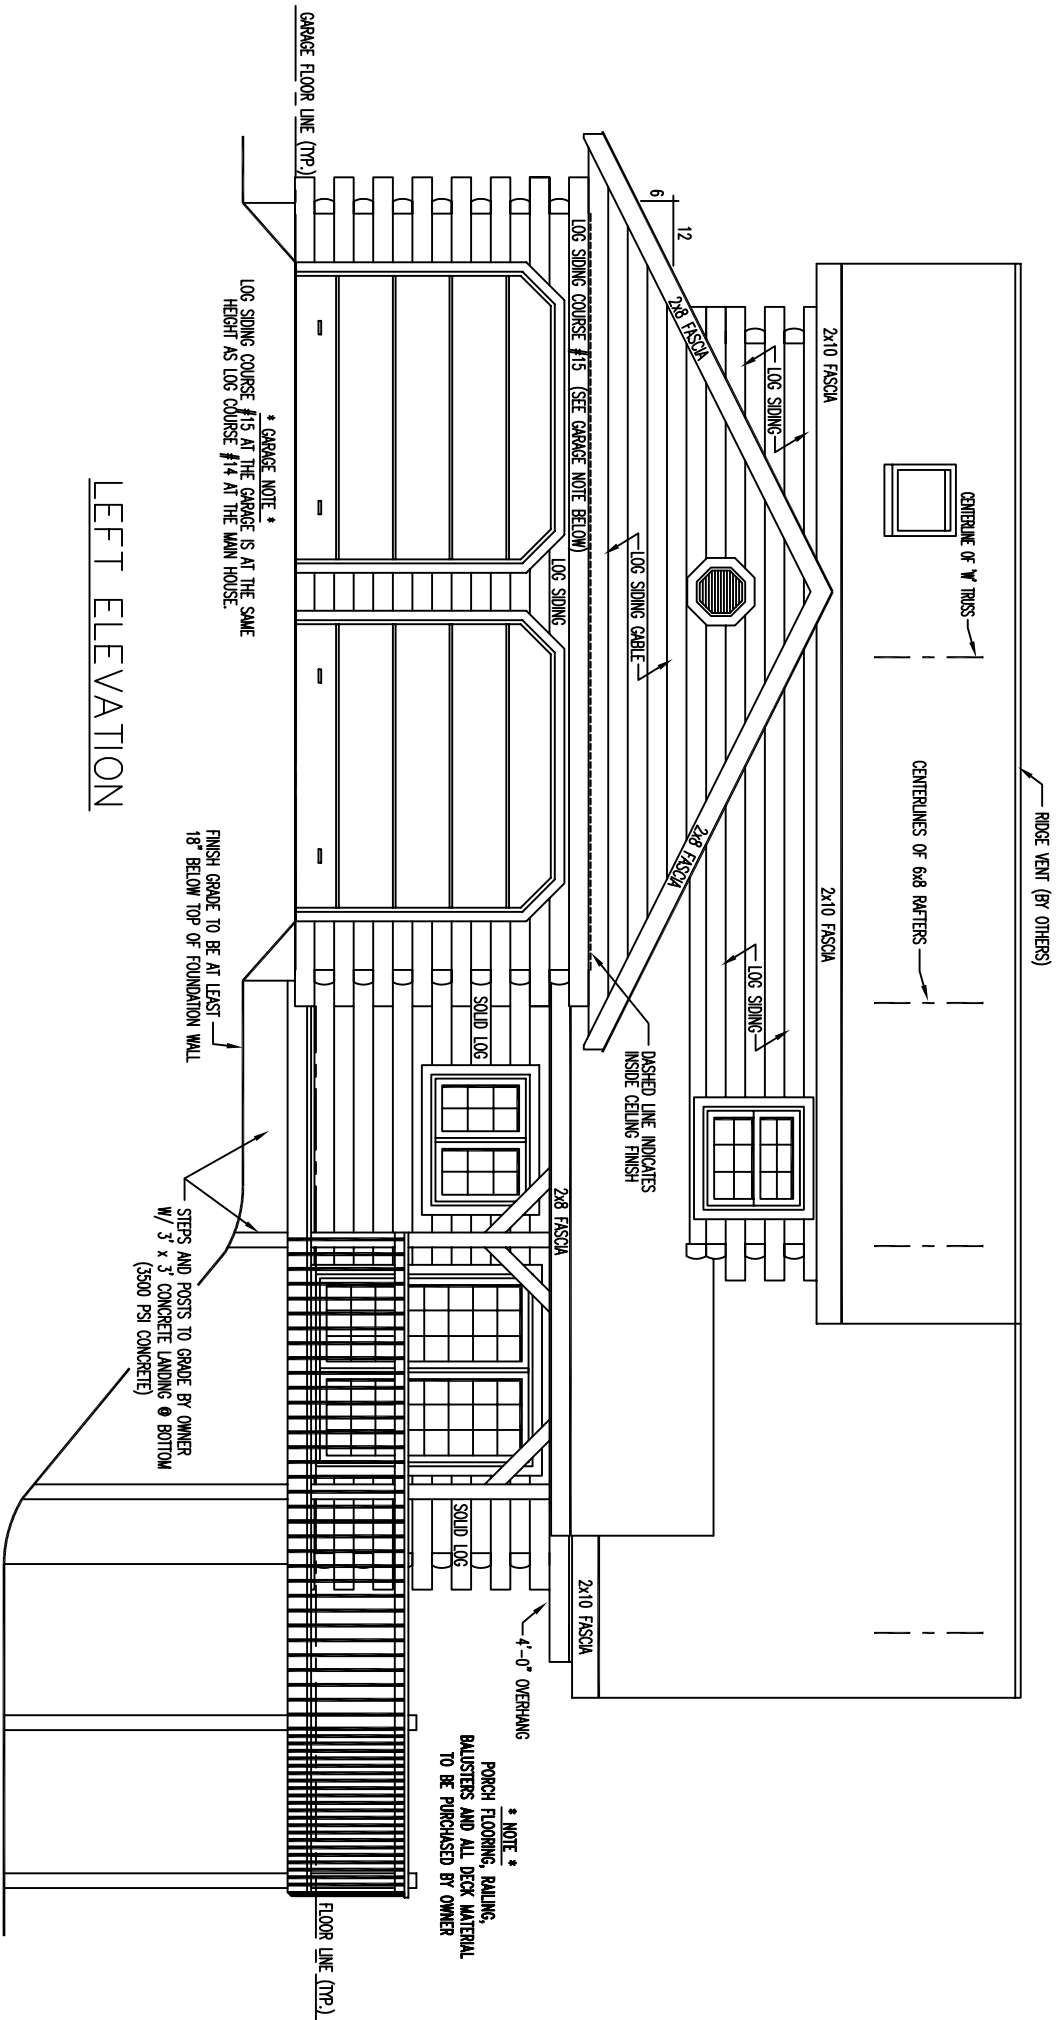 RIDGE VENT (BY OTHERS)
CENTERLINE OF 'W' TRUSS
CENTERLINES OF 6x8 RAFTERS
2x10 FASCIA
2x10 FASCIA
12
6
2x8 FASCIA
LOG SIDING
2x8 FASCIA
LOG SIDING
LOG SIDING GABLE
DASHED LINE INDICATES
INSIDE CEILING FINISH
LOG SIDING COURSE #15 (SEE GARAGE NOTE BELOW)
LOG SIDING
2x8 FASCIA
2x10 FASCIA
SOLID LOG
SOLID LOG
4'-0" OVERHANG
* NOTE *
PORCH FLOORING, RAILING,
BALUSTERS AND ALL DECK MATERIAL
TO BE PURCHASED BY OWNER
GARAGE FLOOR LINE (TYP.)
FLOOR LINE (TYP.)
* GARAGE NOTE *
LOG SIDING COURSE #15 AT THE GARAGE IS AT THE SAME
HEIGHT AS LOG COURSE #14 AT THE MAIN HOUSE.
FINISH GRADE TO BE AT LEAST
18" BELOW TOP OF FOUNDATION WALL
STEPS AND POSTS TO GRADE BY OWNER
W/ 3' x 3' CONCRETE LANDING @ BOTTOM
(3500 PSI CONCRETE)
LEFT ELEVATION